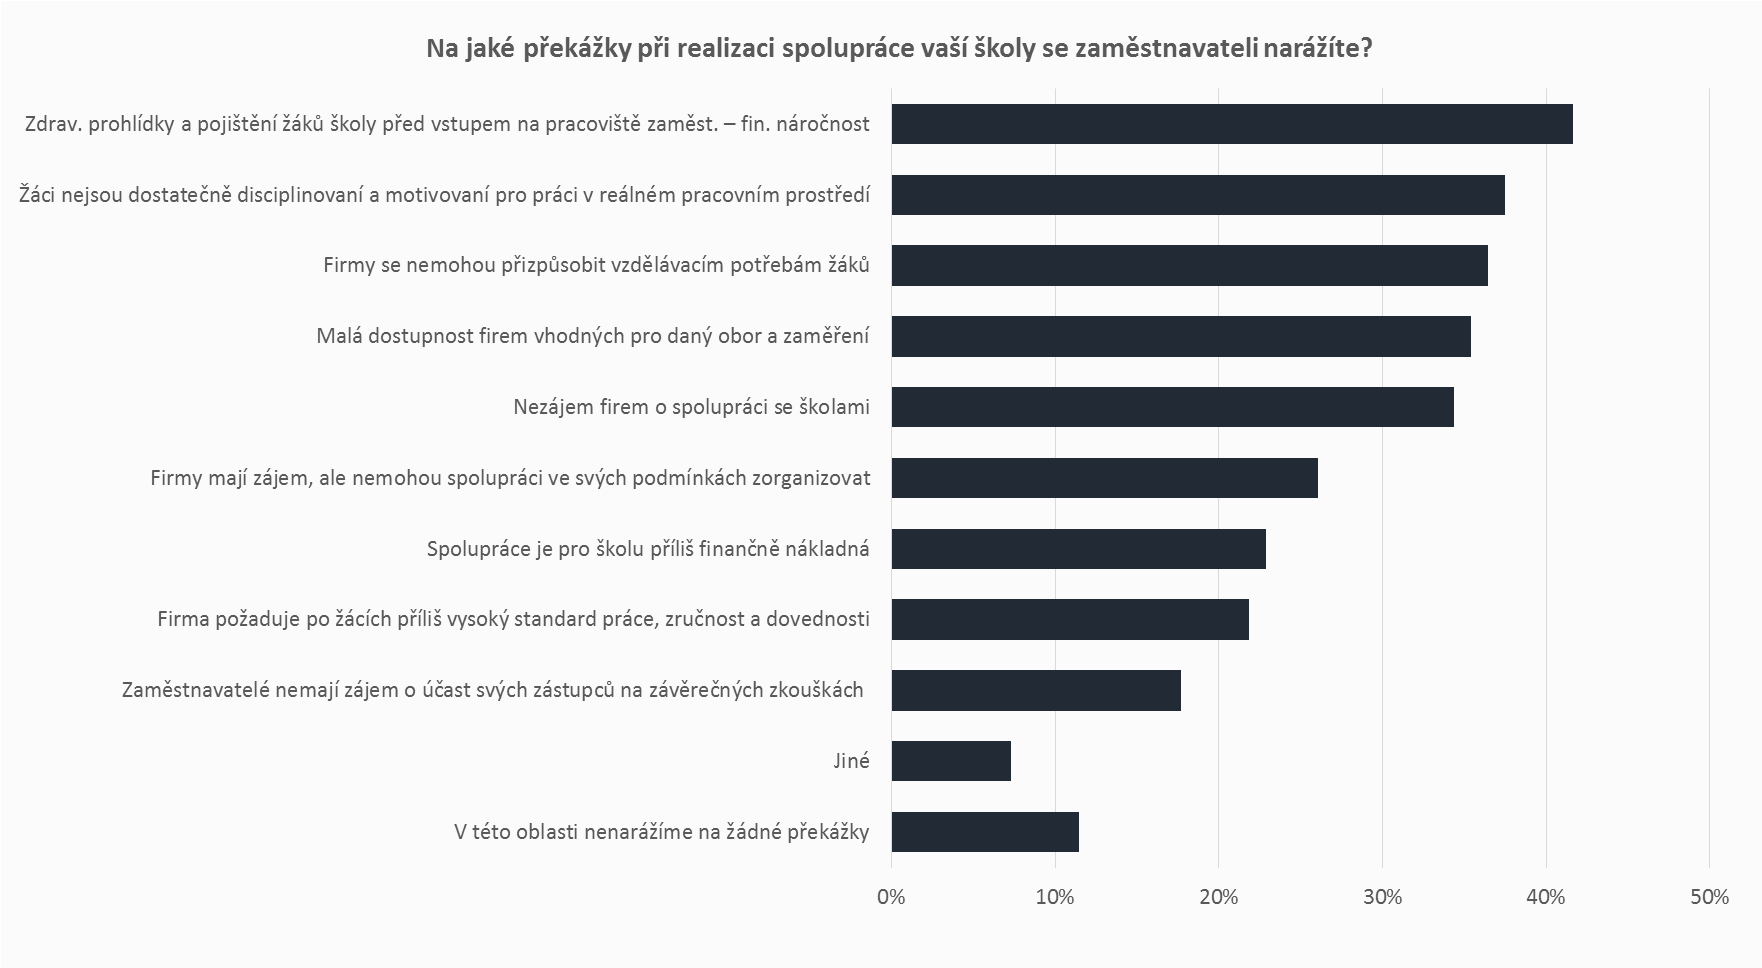 Na jaké překážky při realizaci spolupráce vaší školy se zaměstnavateli narážíte?
Zdrav. prohlídky a pojištění žáků školy před vstupem na pracoviště zaměst. – fin. náročnost
Žáci nejsou dostatečně disciplinovaní a motivovaní pro práci v reálném pracovním prostředí
Firmy se nemohou přizpůsobit vzdělávacím potřebám žáků
Malá dostupnost firem vhodných pro daný obor a zaměření
Nezájem firem o spolupráci se školami
Firmy mají zájem, ale nemohou spolupráci ve svých podmínkách zorganizovat
Spolupráce je pro školu příliš finančně nákladná
Firma požaduje po žácích příliš vysoký standard práce, zručnost a dovednosti
Zaměstnavatelé nemají zájem o účast svých zástupců na závěrečných zkouškách
Jiné
V této oblasti nenarážíme na žádné překážky
0% 10% 20% 30% 40% 50%